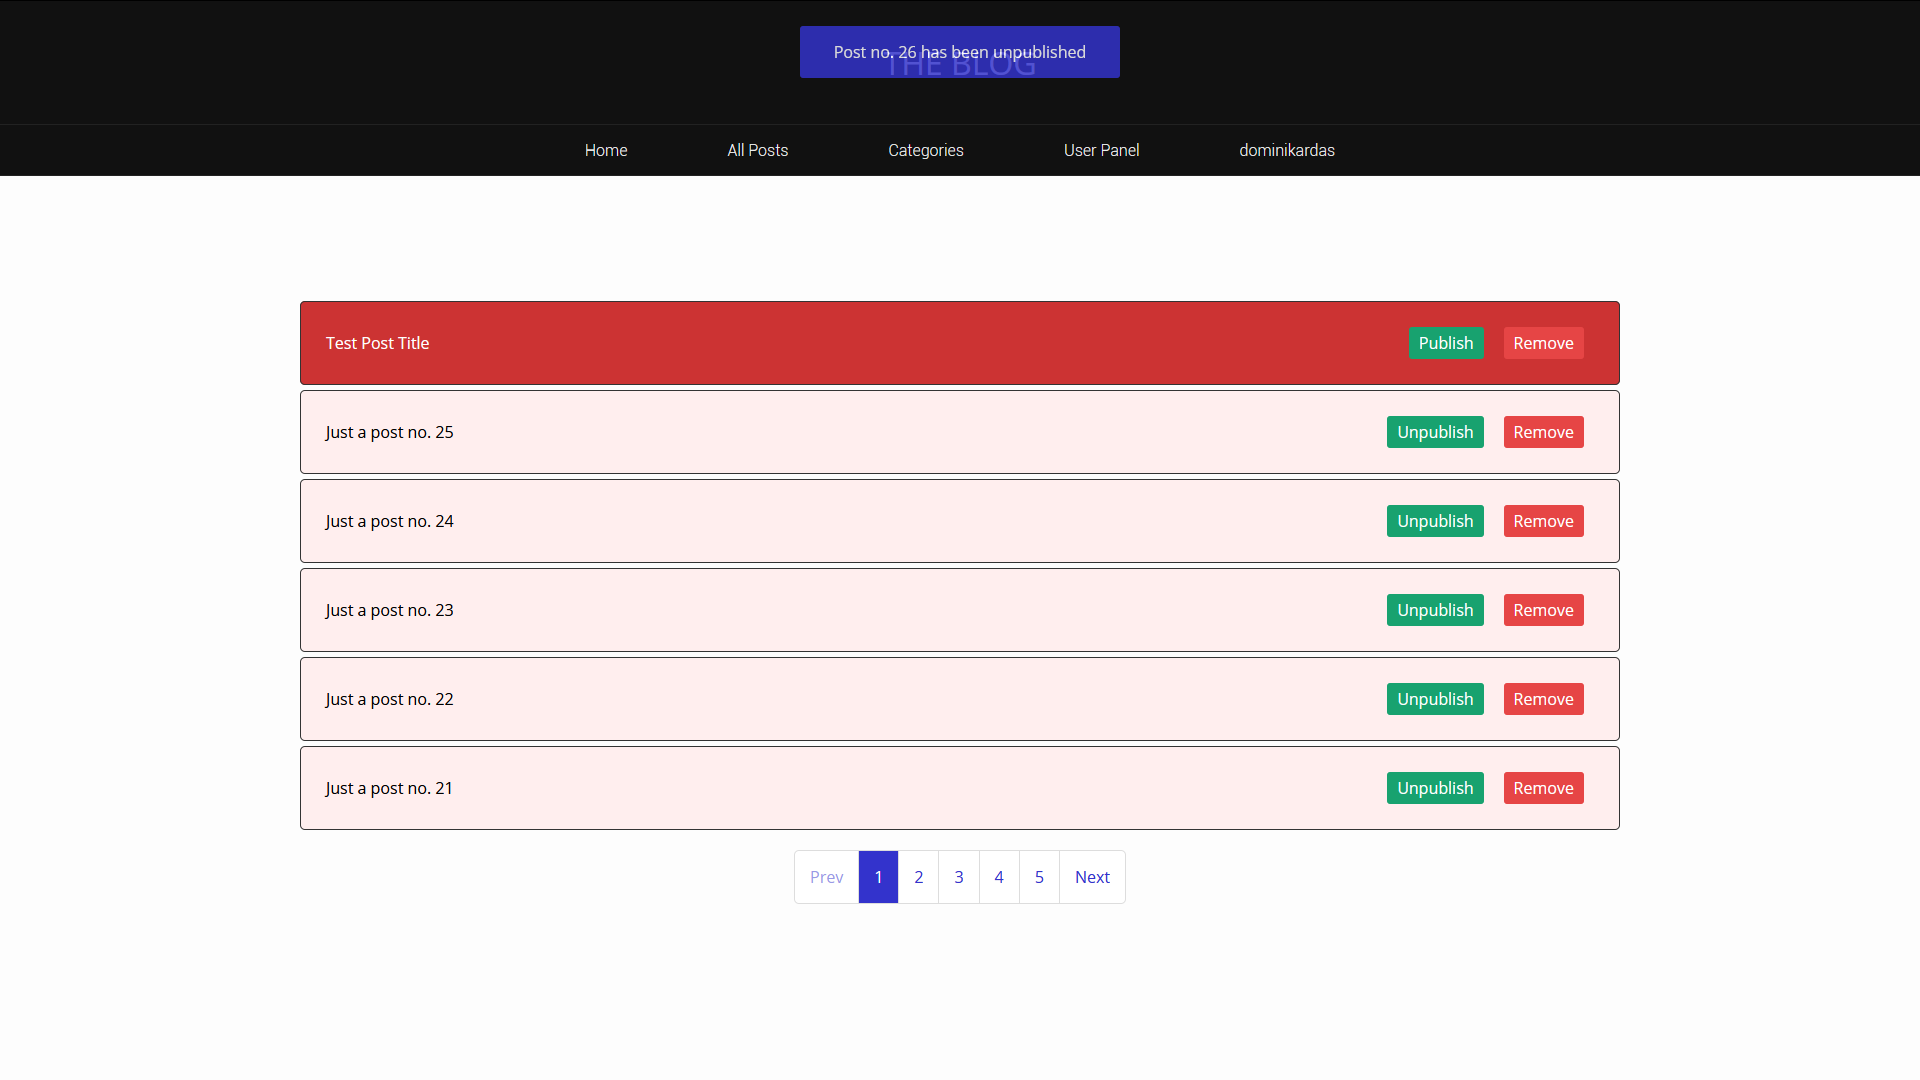 Post no. 26 has been unpublished
THE BLOG
Home All Posts Categories User Panel dominikardas
Test Post Title Publish Remove
Just a post no. 25 Unpublish Remove
Just a post no. 24 Unpublish Remove
Just a post no. 23 Unpublish Remove
Just a post no. 22 Unpublish Remove
Just a post no. 21 Unpublish Remove
Prev 1 2 3 4 5 Next